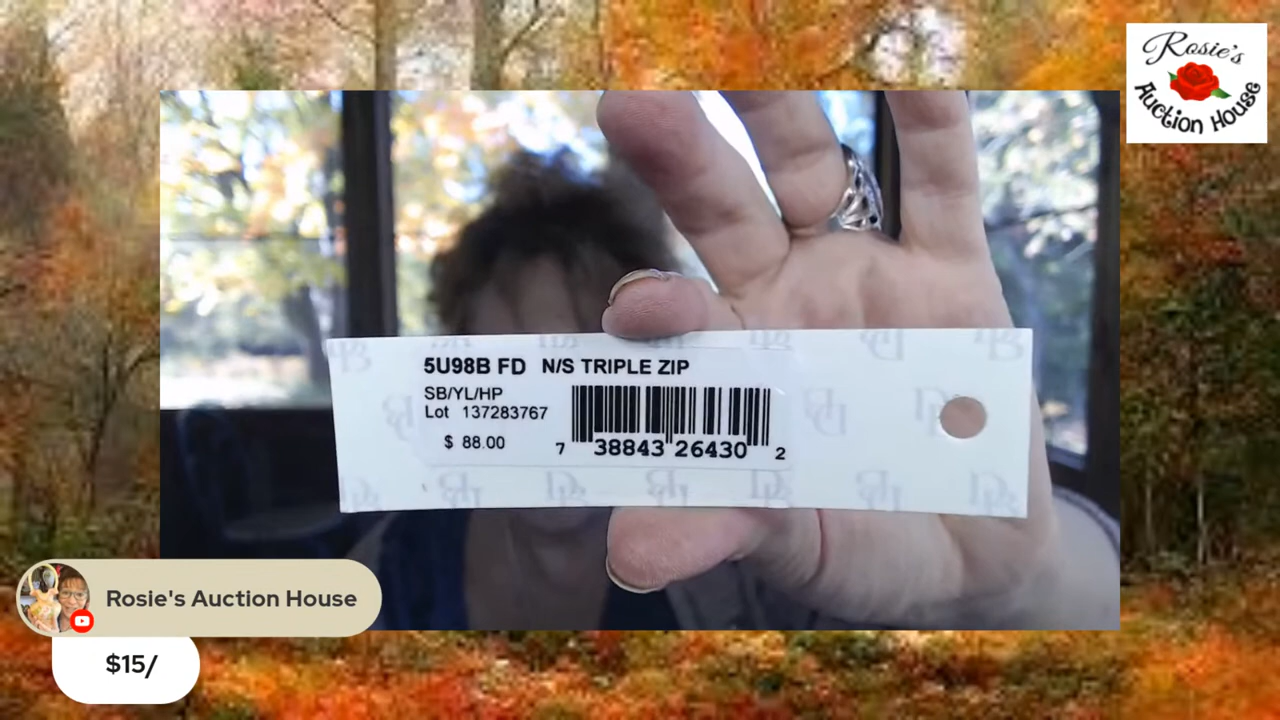 Rosie's
Auction House
5U98B FD N/S TRIPLE ZIP
SB/YL/HP
Lot 137283767
$ 88.00
7 38843 26430 2
Rosie's Auction House
$15/